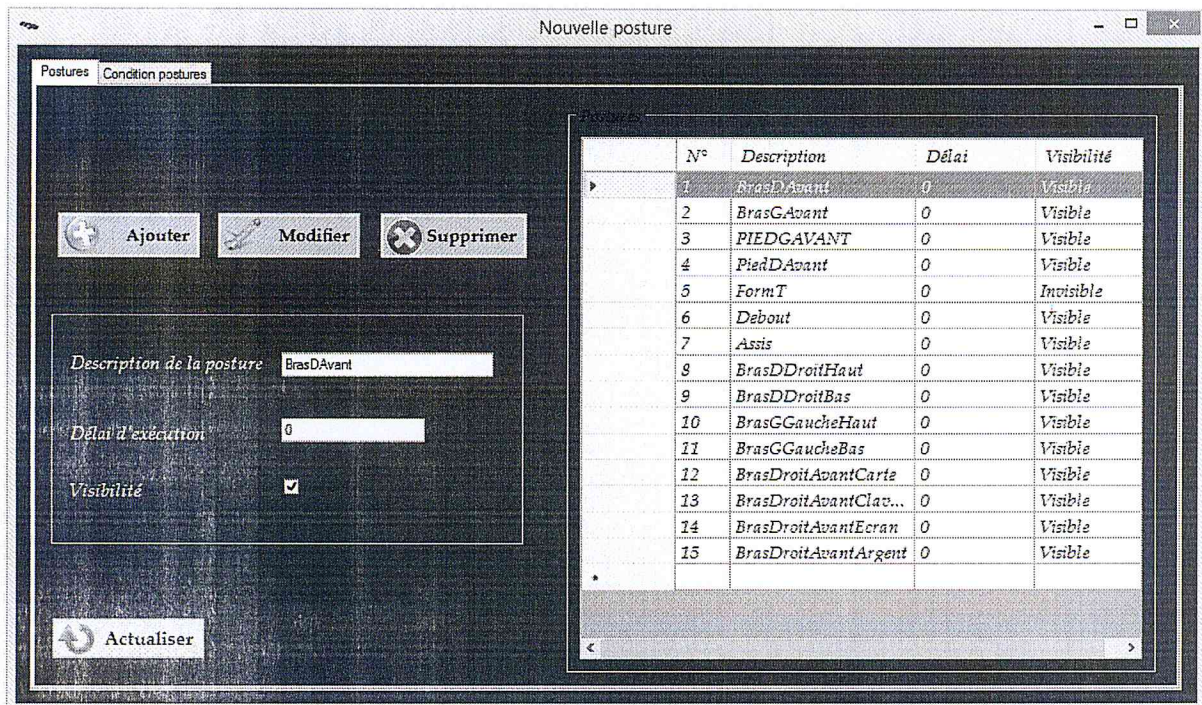 Nouvelle posture
Postures Condition postures
Ajouter Modifier Supprimer
Description de la posture BrasDAvant
Délai d'exécution 0
Visibilité
Actualiser
Postures
N° Description Délai Visibilité
1 BrasDAvant 0 Visible
2 BrasGAvant 0 Visible
3 PIEDGAVANT 0 Visible
4 PiedDAvant 0 Visible
5 FormT 0 Invisible
6 Debout 0 Visible
7 Assis 0 Visible
8 BrasDDroitHaut 0 Visible
9 BrasDDroitBas 0 Visible
10 BrasGGaucheHaut 0 Visible
11 BrasGGaucheBas 0 Visible
12 BrasDroitAvantCarte 0 Visible
13 BrasDroitAvantClav... 0 Visible
14 BrasDroitAvantEcran 0 Visible
15 BrasDroitAvantArgent 0 Visible